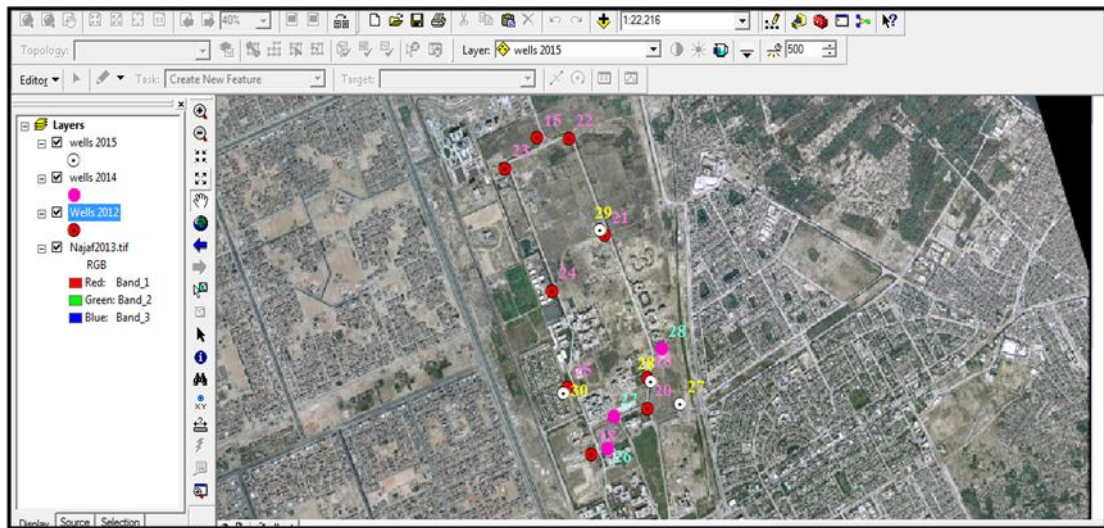 40%
1:22,216
Topology:
Layer: wells 2015
500
Editor
Task: Create New Feature
Target:
Layers
wells 2015
wells 2014
Wells 2012
Najaf2013.tif
RGB
Red: Band_1
Green: Band_2
Blue: Band_3
Display Source Selection
22
23
29
21
24
28
28
20
27
30
27
26